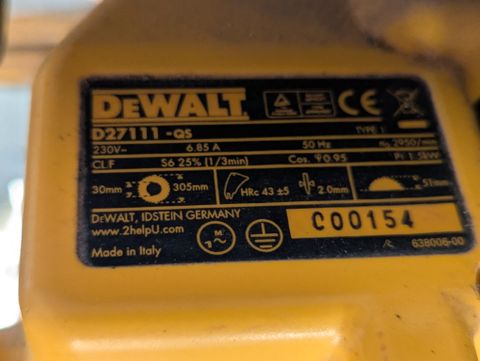 DEWALT CE
D27111 -QS TYPE 1
230V~ 6.85 A 50 Hz n₀ 2950/min
CL.F S6 25% (1/3min) Cos. φ0.95 P1 1.5kW
30mm 305mm HRc 43 ±5 2.0mm 51mm
DEWALT, IDSTEIN GERMANY
www.2helpU.com C00154
Made in Italy 1 M ~ 638006-00